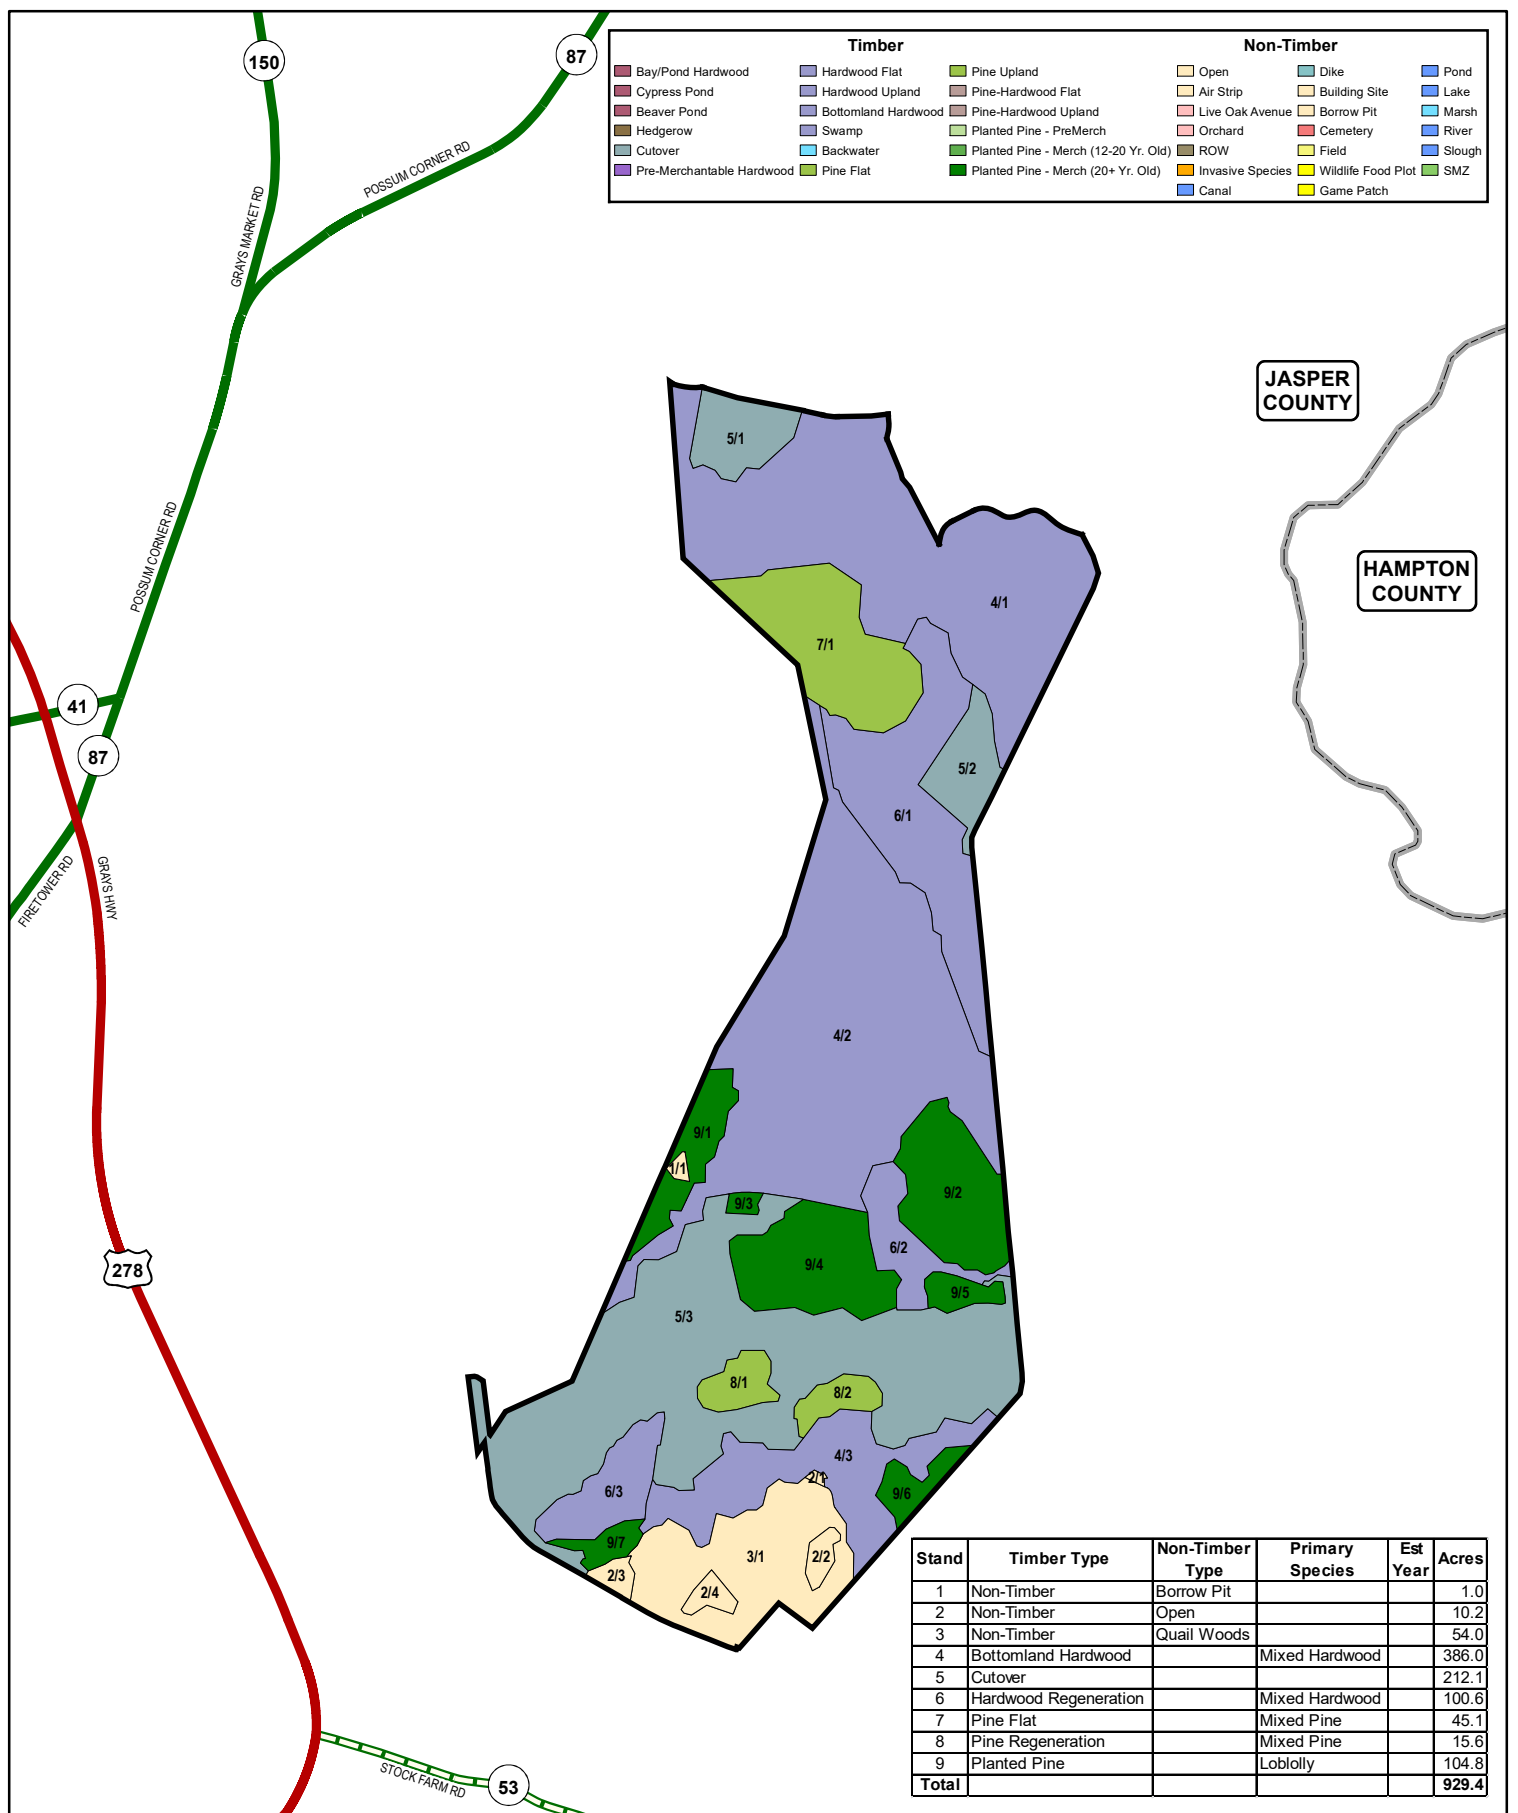 150
87
Timber
Non-Timber
Bay/Pond Hardwood
Cypress Pond
Beaver Pond
Hedgerow
Cutover
Pre-Merchantable Hardwood
Hardwood Flat
Hardwood Upland
Bottomland Hardwood
Swamp
Backwater
Pine Flat
Pine Upland
Pine-Hardwood Flat
Pine-Hardwood Upland
Planted Pine - PreMerch
Planted Pine - Merch (12-20 Yr. Old)
Planted Pine - Merch (20+ Yr. Old)
Open
Air Strip
Live Oak Avenue
Orchard
ROW
Invasive Species
Canal
Dike
Building Site
Borrow Pit
Cemetery
Field
Wildlife Food Plot
Game Patch
Pond
Lake
Marsh
River
Slough
SMZ
POSSUM CORNER RD
GRAYS MARKET RD
JASPER
COUNTY
HAMPTON
COUNTY
POSSUM CORNER RD
41
87
FIRETOWER RD
GRAYS HWY
278
5/1
4/1
7/1
5/2
6/1
4/2
9/1
1/1
9/2
9/3
6/2
9/4
9/5
5/3
8/1
8/2
4/3
2/1
6/3
9/6
9/7
3/1
2/2
2/3
2/4
STOCK FARM RD
53
Stand Timber Type Non-Timber Type Primary Species Est Year Acres
1 Non-Timber Borrow Pit 1.0
2 Non-Timber Open 10.2
3 Non-Timber Quail Woods 54.0
4 Bottomland Hardwood Mixed Hardwood 386.0
5 Cutover 212.1
6 Hardwood Regeneration Mixed Hardwood 100.6
7 Pine Flat Mixed Pine 45.1
8 Pine Regeneration Mixed Pine 15.6
9 Planted Pine Loblolly 104.8
Total 929.4